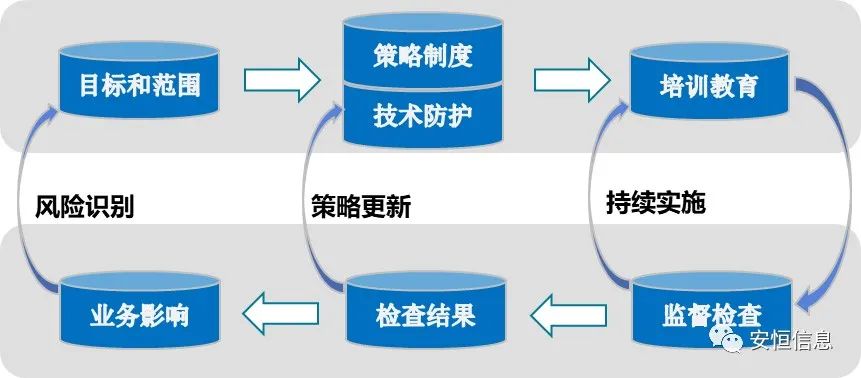 目标和范围
策略制度
技术防护
培训教育
风险识别
策略更新
持续实施
业务影响
检查结果
监督检查
安恒信息